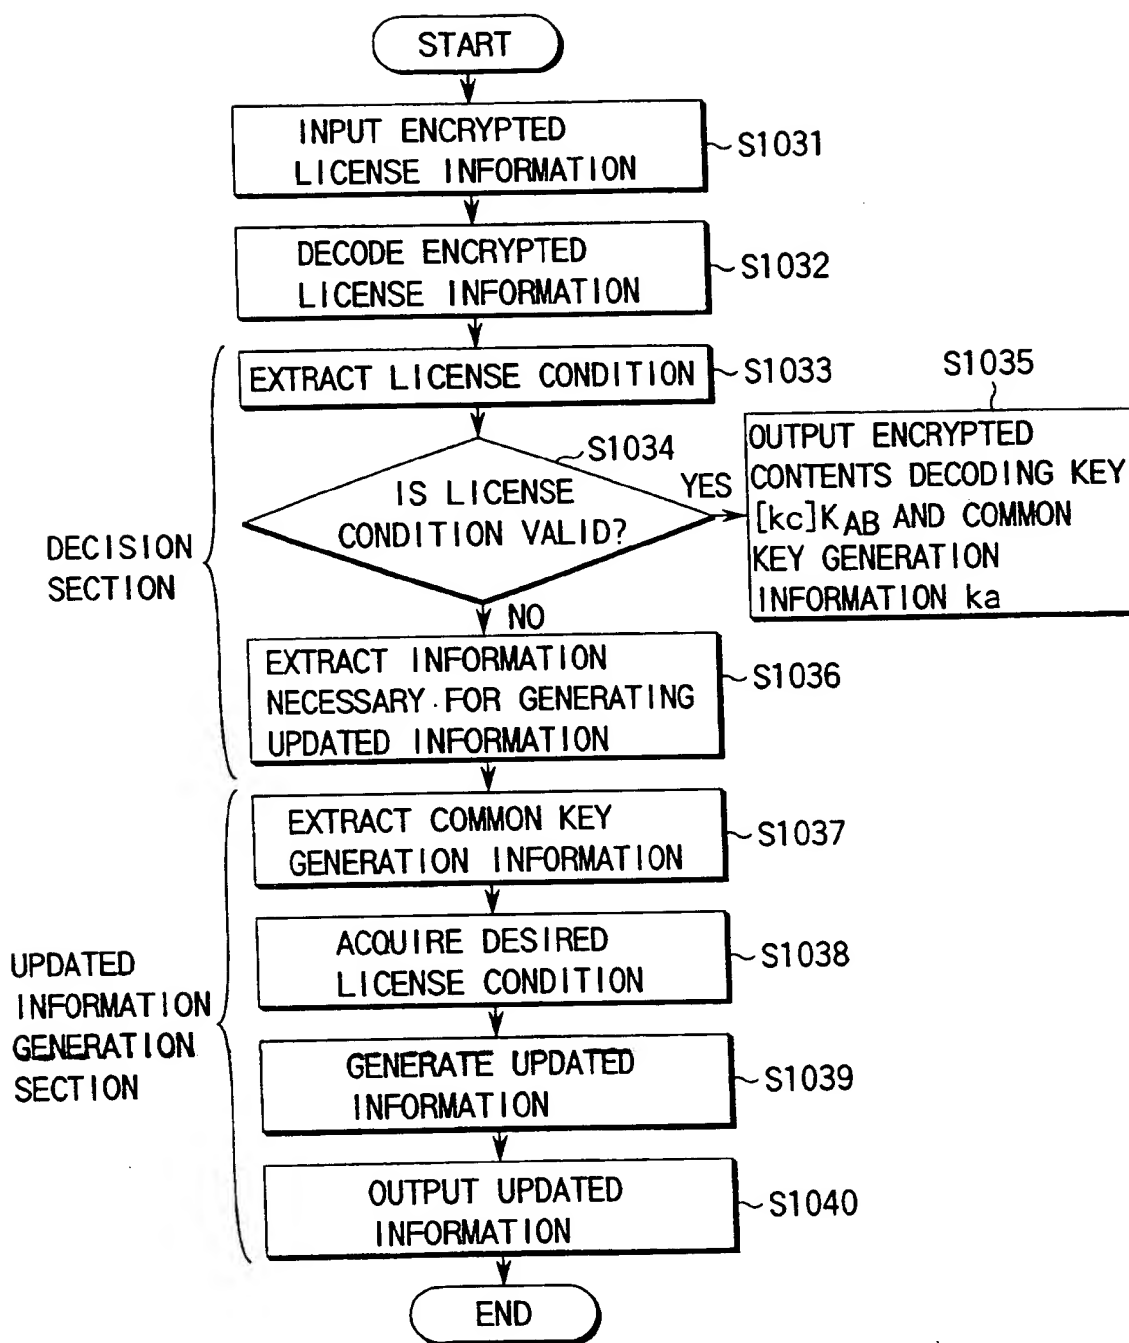 START
INPUT ENCRYPTED
LICENSE INFORMATION
S1031
DECODE ENCRYPTED
LICENSE INFORMATION
S1032
EXTRACT LICENSE CONDITION
S1033
S1034
IS LICENSE
CONDITION VALID?
YES
S1035
OUTPUT ENCRYPTED
CONTENTS DECODING KEY
[kc]KAB AND COMMON
KEY GENERATION
INFORMATION ka
DECISION
SECTION
NO
EXTRACT INFORMATION
NECESSARY FOR GENERATING
UPDATED INFORMATION
S1036
EXTRACT COMMON KEY
GENERATION INFORMATION
S1037
ACQUIRE DESIRED
LICENSE CONDITION
S1038
UPDATED
INFORMATION
GENERATION
SECTION
GENERATE UPDATED
INFORMATION
S1039
OUTPUT UPDATED
INFORMATION
S1040
END